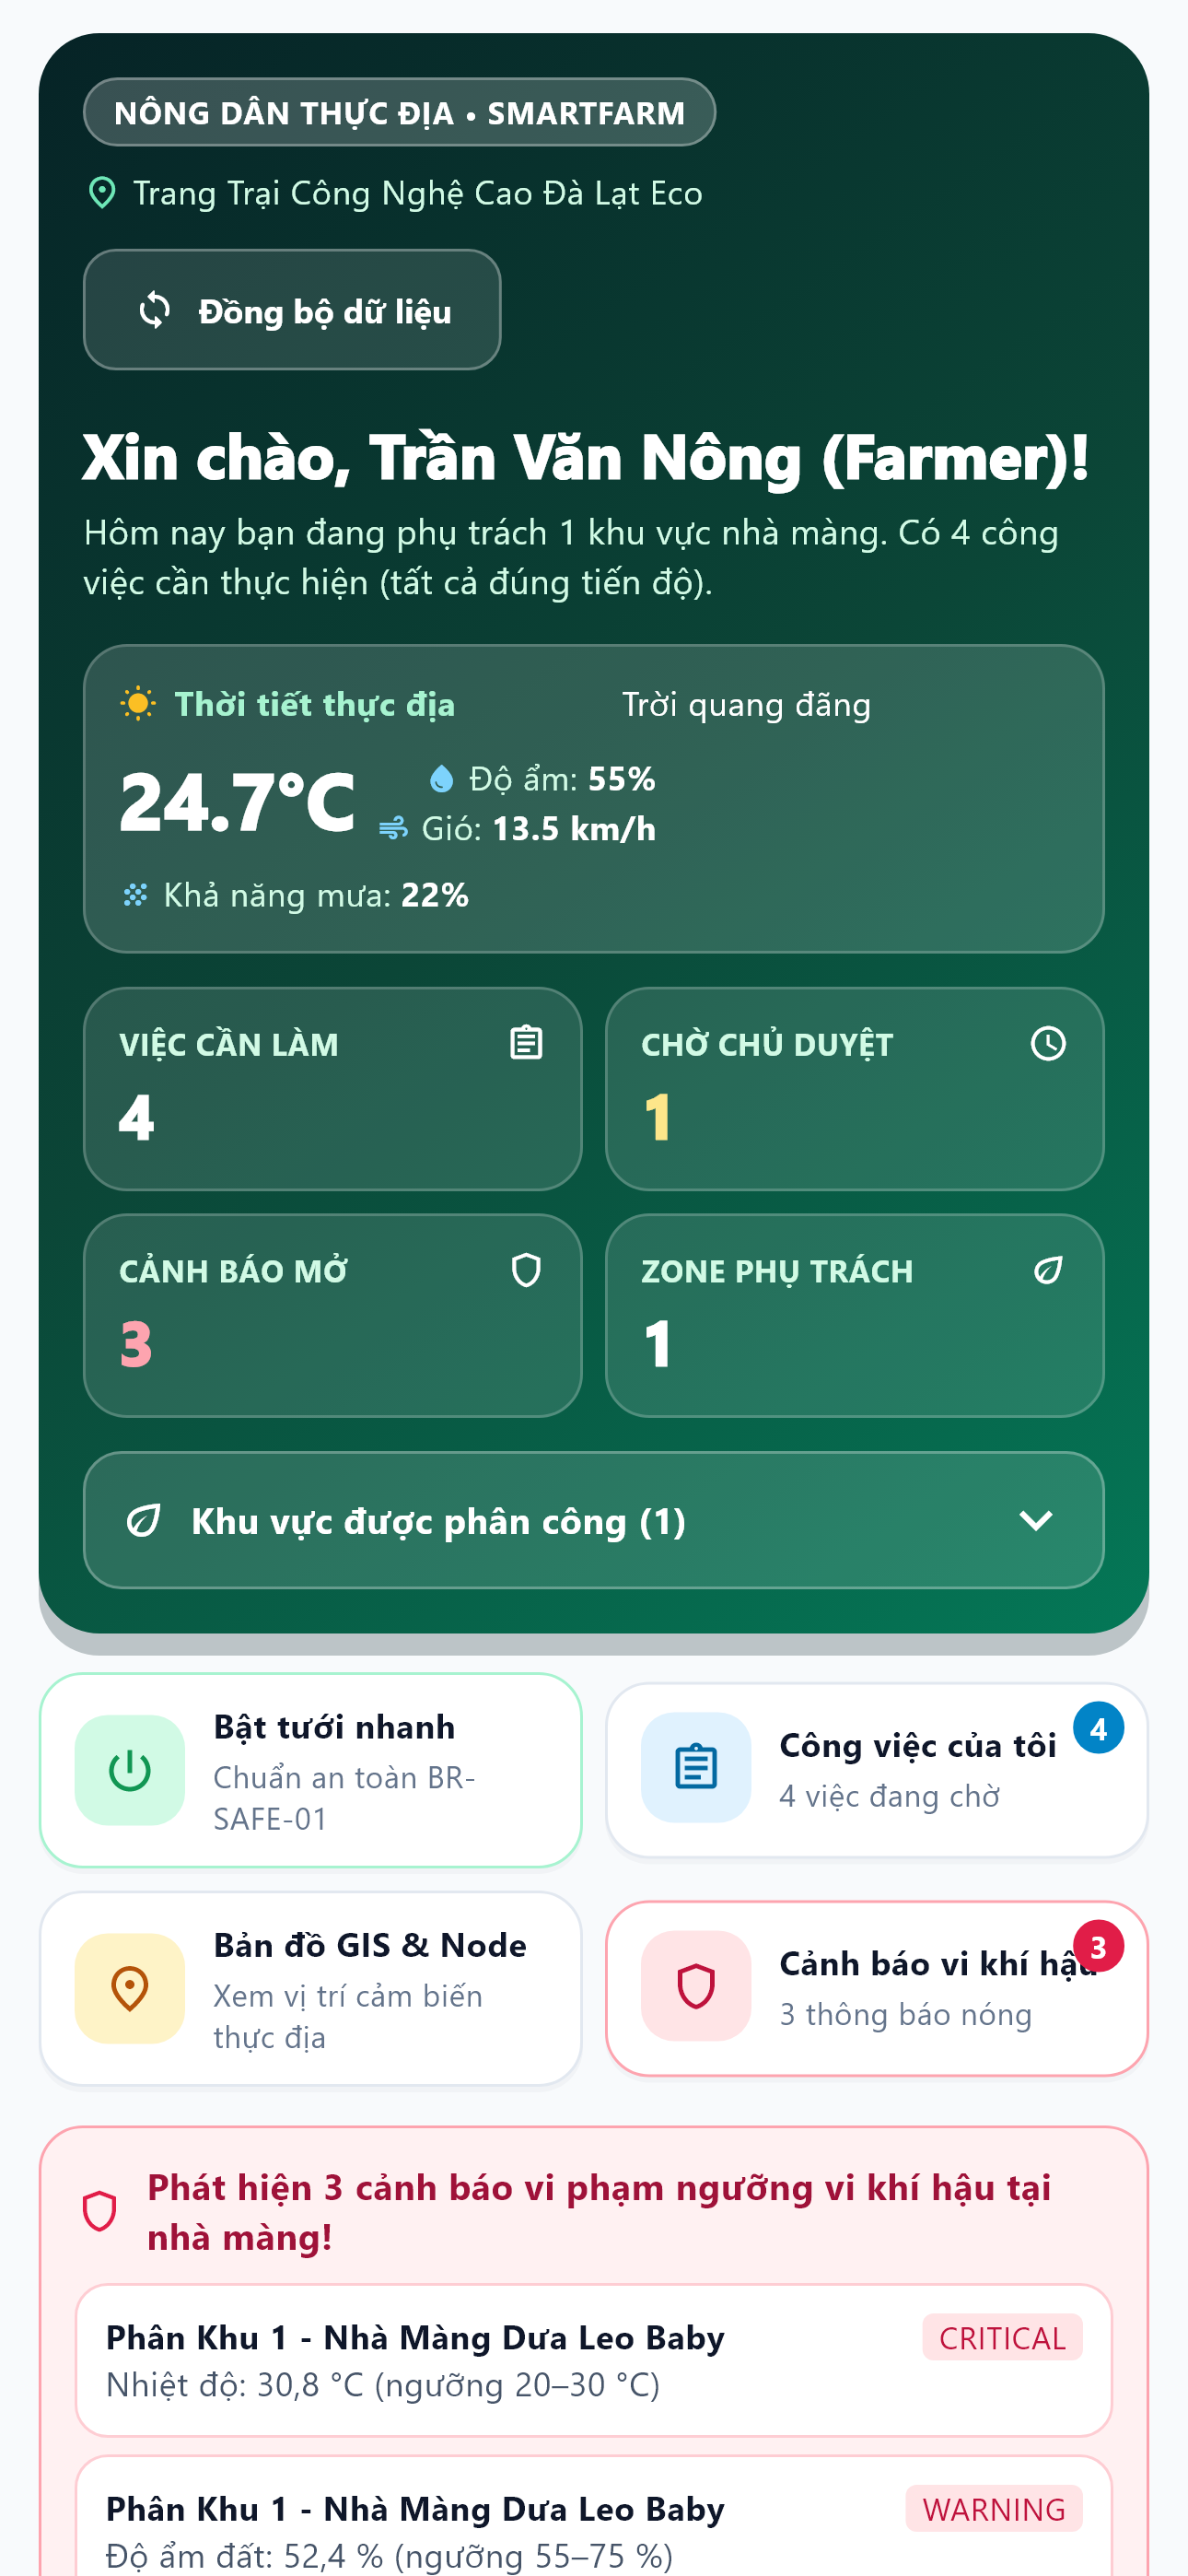 NÔNG DÂN THỰC ĐỊA • SMARTFARM
Trang Trại Công Nghệ Cao Đà Lạt Eco
Đồng bộ dữ liệu
Xin chào, Trần Văn Nông (Farmer)!
Hôm nay bạn đang phụ trách 1 khu vực nhà màng. Có 4 công
việc cần thực hiện (tất cả đúng tiến độ).
Thời tiết thực địa
Trời quang đãng
24.7°C
Độ ẩm: 55%
Gió: 13.5 km/h
Khả năng mưa: 22%
VIỆC CẦN LÀM
4
CHỜ CHỦ DUYỆT
1
CẢNH BÁO MỞ
3
ZONE PHỤ TRÁCH
1
Khu vực được phân công (1)
Bật tưới nhanh
Chuẩn an toàn BR-
SAFE-01
Công việc của tôi
4
4 việc đang chờ
Bản đồ GIS & Node
Xem vị trí cảm biến
thực địa
Cảnh báo vi khí hậu
3
3 thông báo nóng
Phát hiện 3 cảnh báo vi phạm ngưỡng vi khí hậu tại
nhà màng!
Phân Khu 1 - Nhà Màng Dưa Leo Baby
CRITICAL
Nhiệt độ: 30,8 °C (ngưỡng 20–30 °C)
Phân Khu 1 - Nhà Màng Dưa Leo Baby
WARNING
Độ ẩm đất: 52,4 % (ngưỡng 55–75 %)